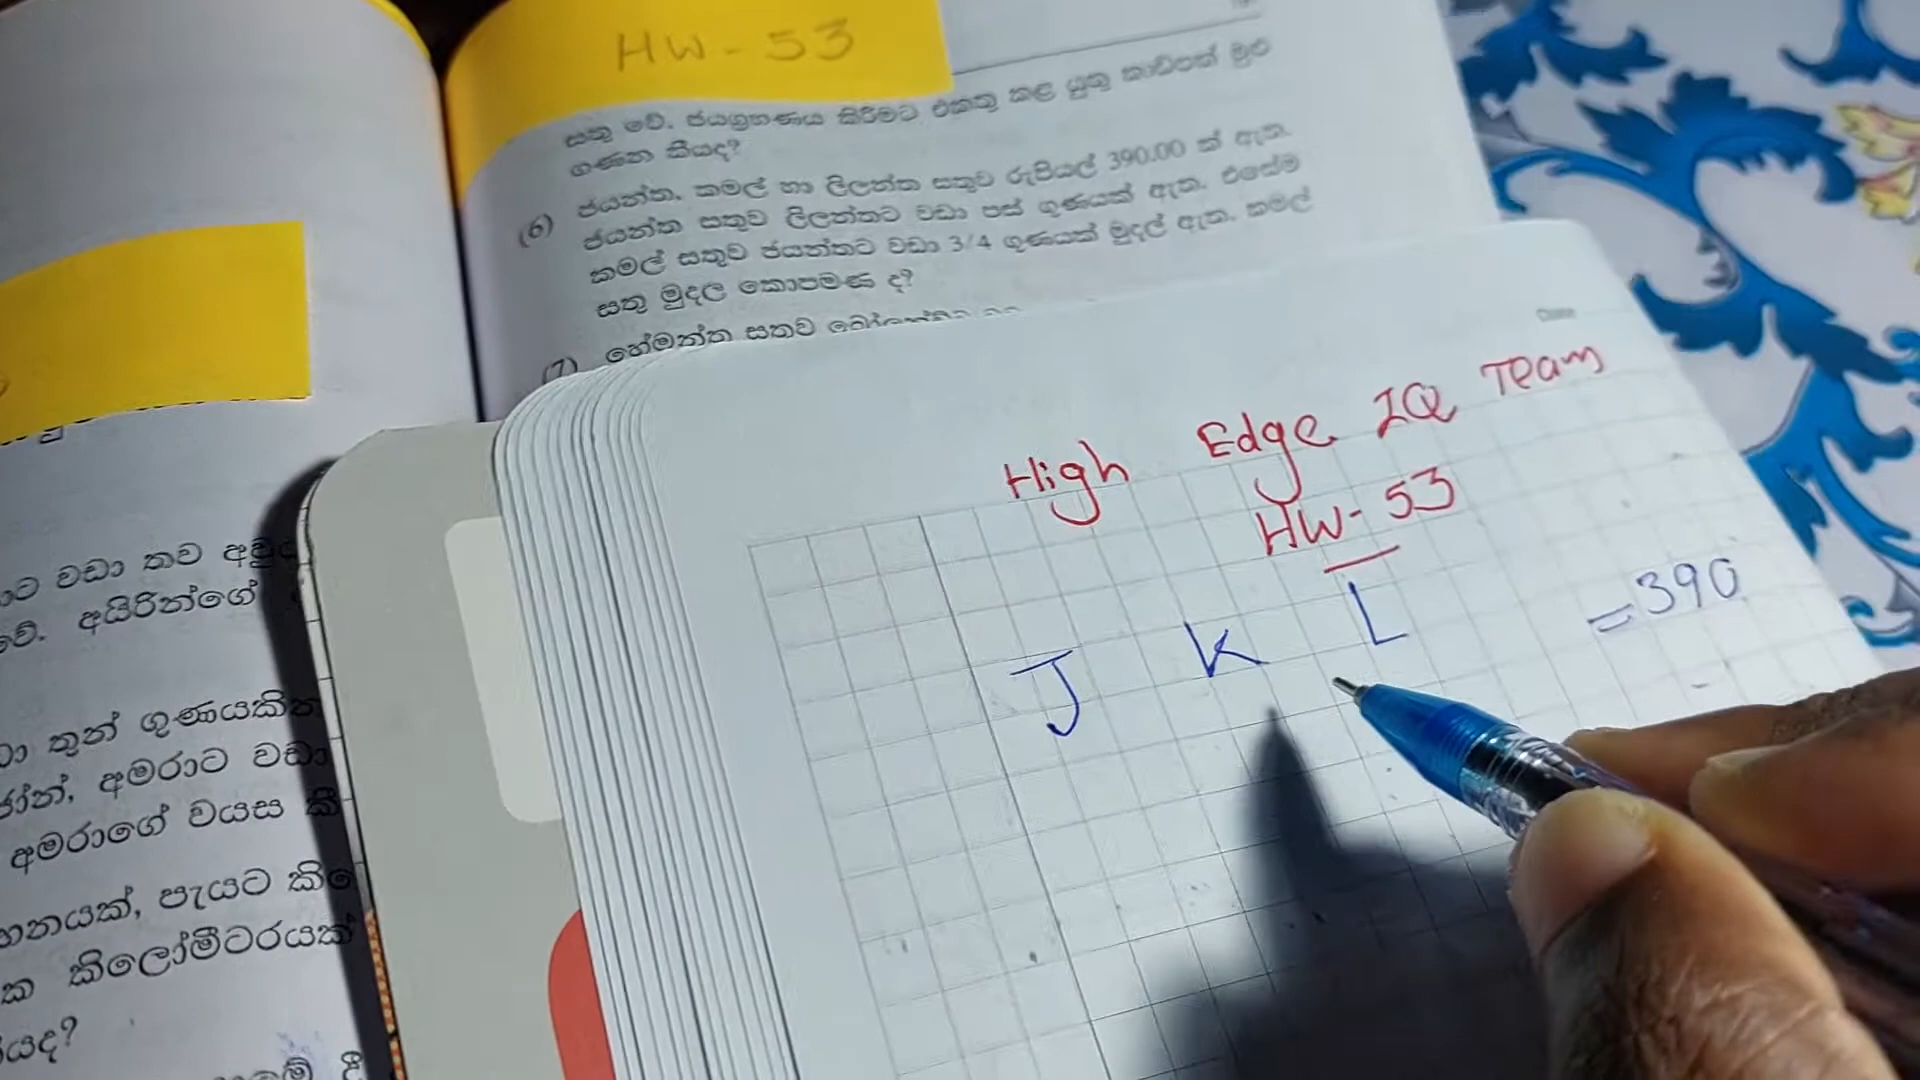 HW - 53
සතු වේ. ජයග්‍රහණය කිරීමට එකතු කළ යුතු කාඩ්පත් මුළු
ගණන කීයද?
(6) ජයන්ත, කමල් හා ලිලන්ත සතුව රුපියල් 390.00 ක් ඇත.
ජයන්ත සතුව ලිලන්තට වඩා පස් ගුණයක් ඇත. එසේම
කමල් සතුව ජයන්තට වඩා 3/4 ගුණයක් මුදල් ඇත. කමල්
සතු මුදල කොපමණ ද?
(7) හේමන්ත සතුව
ට වඩා තව
වේ. අයිරින්ගේ
තුන් ගුණයකින්
ජෝන්, අමරාට වඩා
අමරාගේ වයස කී
හනයක්, පැයට කි
ක කිලෝමීටරයක්
යද?
Date
High Edge IQ Team
HW- 53
J K L = 390